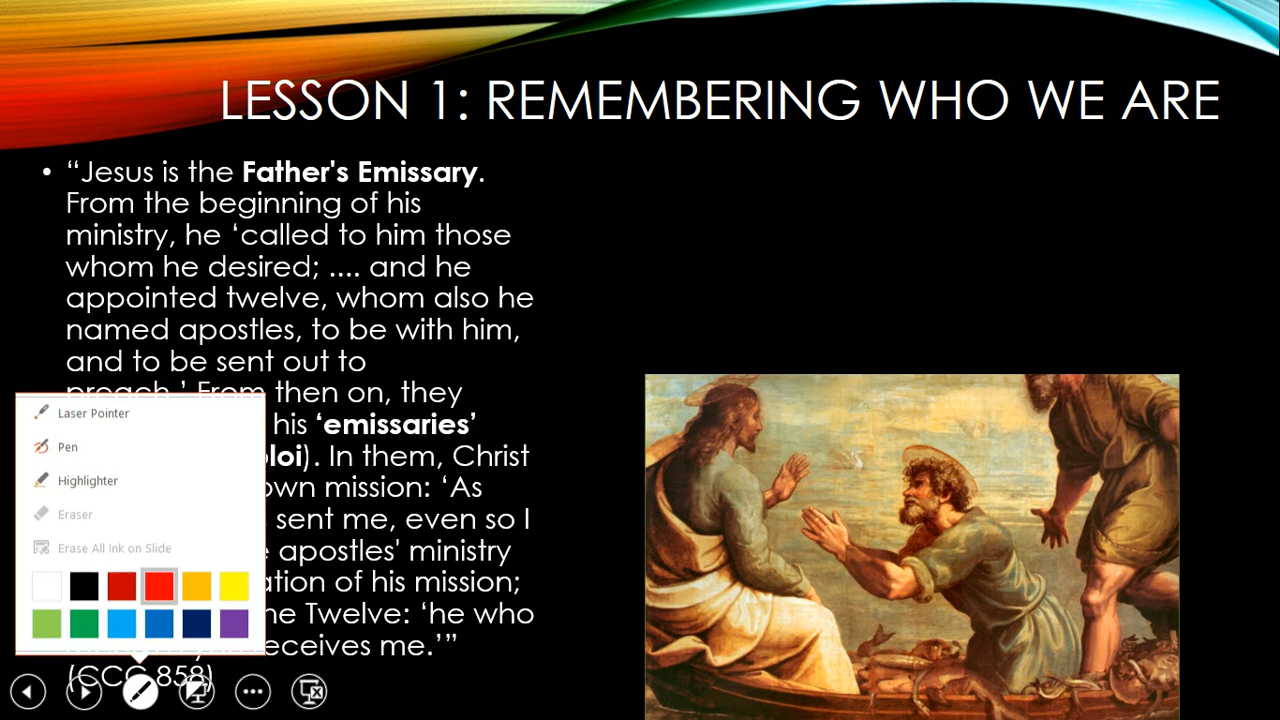 LESSON 1: REMEMBERING WHO WE ARE
• “Jesus is the Father's Emissary.
From the beginning of his
ministry, he ‘called to him those
whom he desired; .... and he
appointed twelve, whom also he
named apostles, to be with him,
and to be sent out to
preach.’ From then on, they
his ‘emissaries’
loi). In them, Christ
own mission: ‘As
sent me, even so I
apostles' ministry
ation of his mission;
Twelve: ‘he who
eceives me.’”
(CCC 858)
Laser Pointer
Pen
Highlighter
Eraser
Erase All Ink on Slide